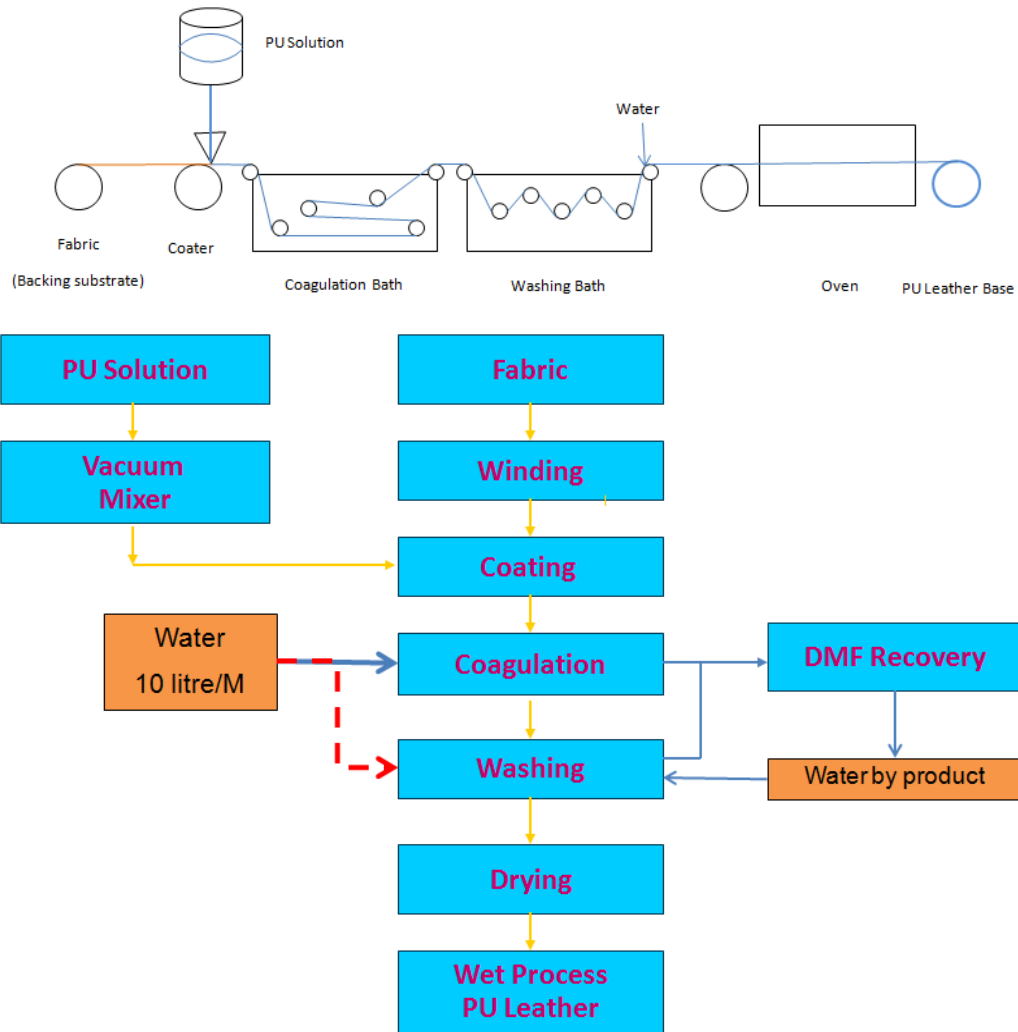 PU Solution
Water
Fabric
(Backing substrate)
Coater
Coagulation Bath
Washing Bath
Oven
PU Leather Base
PU Solution
Fabric
Vacuum
Mixer
Winding
Coating
Water
10 litre/M
Coagulation
DMF Recovery
Washing
Water by product
Drying
Wet Process
PU Leather